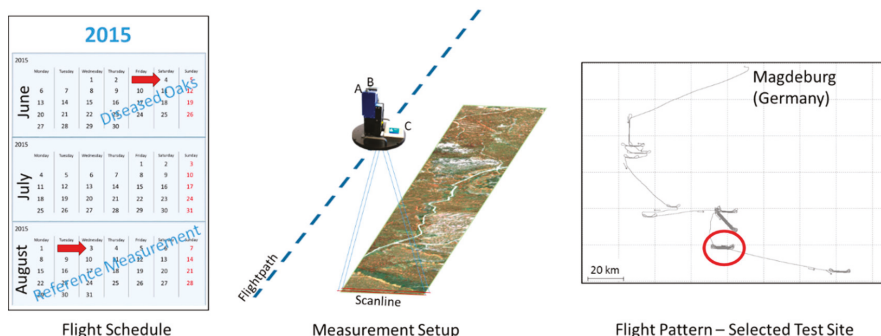 2015
2015
Monday Tuesday Wednesday Thursday Friday Saturday Sunday
June
1 2 4
6 7 8 9 10 11 12
13 14 15 16 17 18 19
20 21 22 23 24 25 26
27 28 29 30
Diseased Oaks
2015
Monday Tuesday Wednesday Thursday Friday Saturday Sunday
July
1 2 3
4 5 6 7 8 9 10
11 12 13 14 15 16 17
18 19 20 21 22 23 24
25 26 27 28 29 30 31
2015
Monday Tuesday Wednesday Thursday Friday Saturday Sunday
August
1 3 4 5 6 7
8 9 10 11 12 13 14
15 16 17 18 19 20 21
22 23 24 25 26 27 28
29 30 31
Reference Measurement
Flight Schedule
A
B
C
Flightpath
Scanline
Measurement Setup
Magdeburg
(Germany)
20 km
Flight Pattern – Selected Test Site